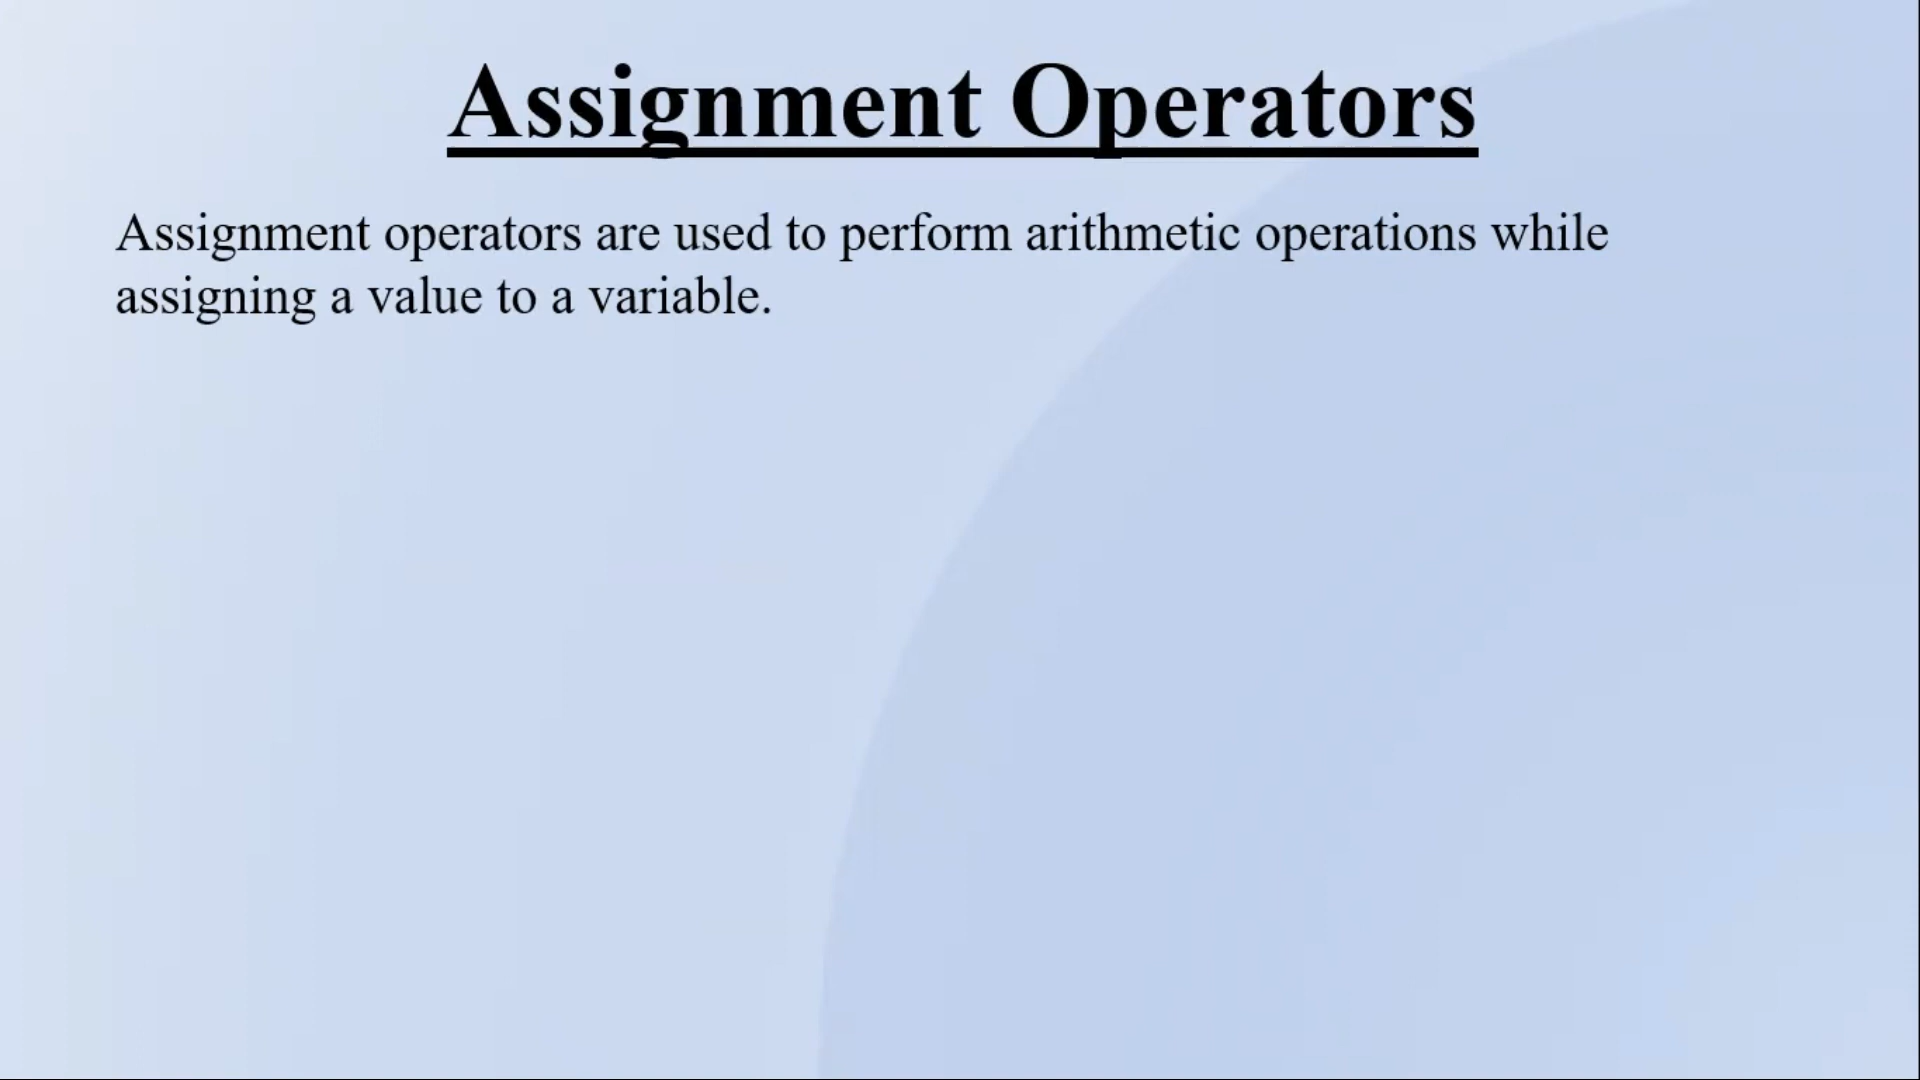 Assignment Operators
Assignment operators are used to perform arithmetic operations while
assigning a value to a variable.